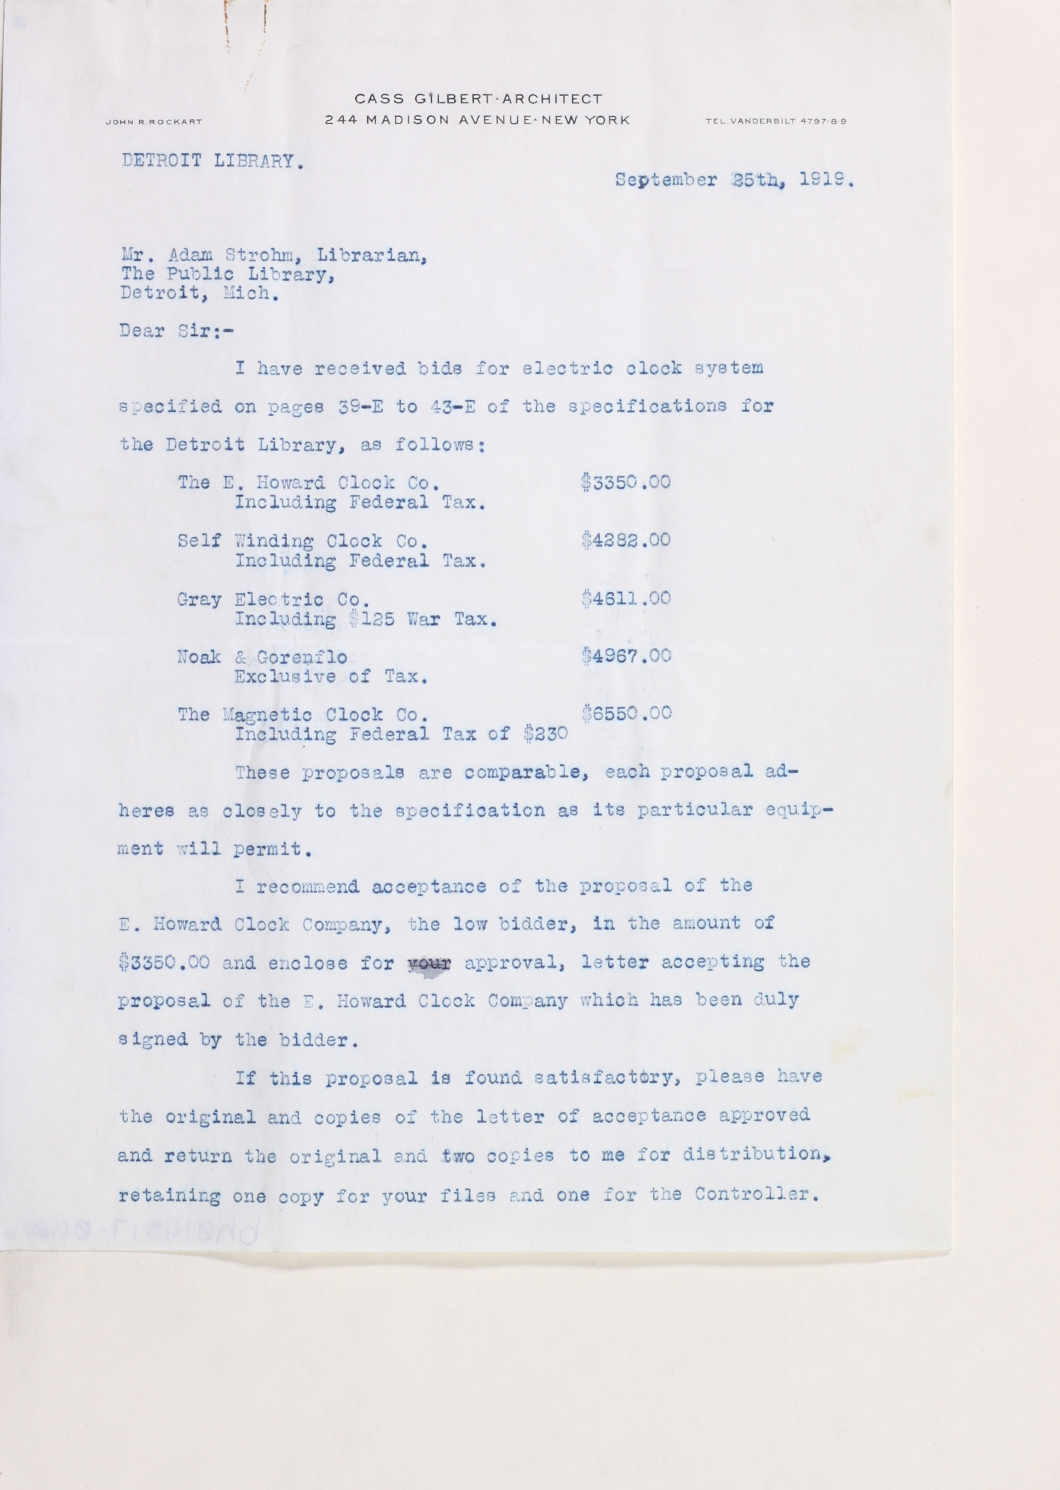 CASS GILBERT·ARCHITECT
JOHN R. ROCKART
244 MADISON AVENUE·NEW YORK
TEL. VANDERBILT 4797-8-9
DETROIT LIBRARY.
September 25th, 1919.
Mr. Adam Strohm, Librarian,
The Public Library,
Detroit, Mich.
Dear Sir:-
I have received bids for electric clock system
specified on pages 39-E to 43-E of the specifications for
the Detroit Library, as follows:
The E. Howard Clock Co. $3350.00
Including Federal Tax.
Self Winding Clock Co. $4282.00
Including Federal Tax.
Gray Electric Co. $4611.00
Including $125 War Tax.
Noak & Gorenflo $4967.00
Exclusive of Tax.
The Magnetic Clock Co. $6550.00
Including Federal Tax of $230
These proposals are comparable, each proposal ad-
heres as closely to the specification as its particular equip-
ment will permit.
I recommend acceptance of the proposal of the
E. Howard Clock Company, the low bidder, in the amount of
$3350.00 and enclose for your approval, letter accepting the
proposal of the E. Howard Clock Company which has been duly
signed by the bidder.
If this proposal is found satisfactory, please have
the original and copies of the letter of acceptance approved
and return the original and two copies to me for distribution,
retaining one copy for your files and one for the Controller.